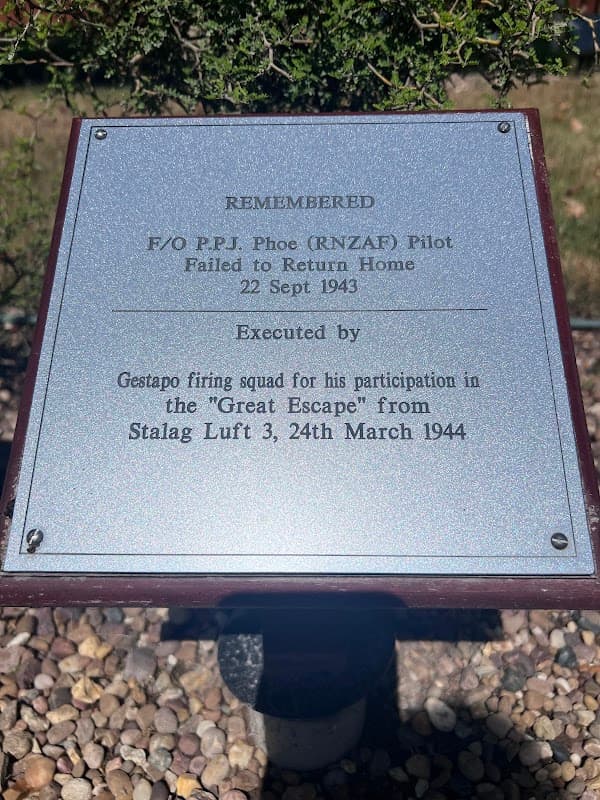 REMEMBERED
F/O P.P.J. Phoe (RNZAF) Pilot
Failed to Return Home
22 Sept 1943
Executed by
Gestapo firing squad for his participation in
the "Great Escape" from
Stalag Luft 3, 24th March 1944